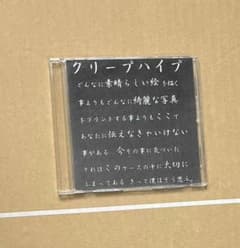 クリープハイプ
どんなに素晴らしい絵を描く
事よりもどんなに綺麗な写真
をプリントする事よりもここで
あなたに伝えなきゃいけない
事がある 今その事に気づいた
それはこのケースの中に大切に
しまってある きっと僕はそう思う。